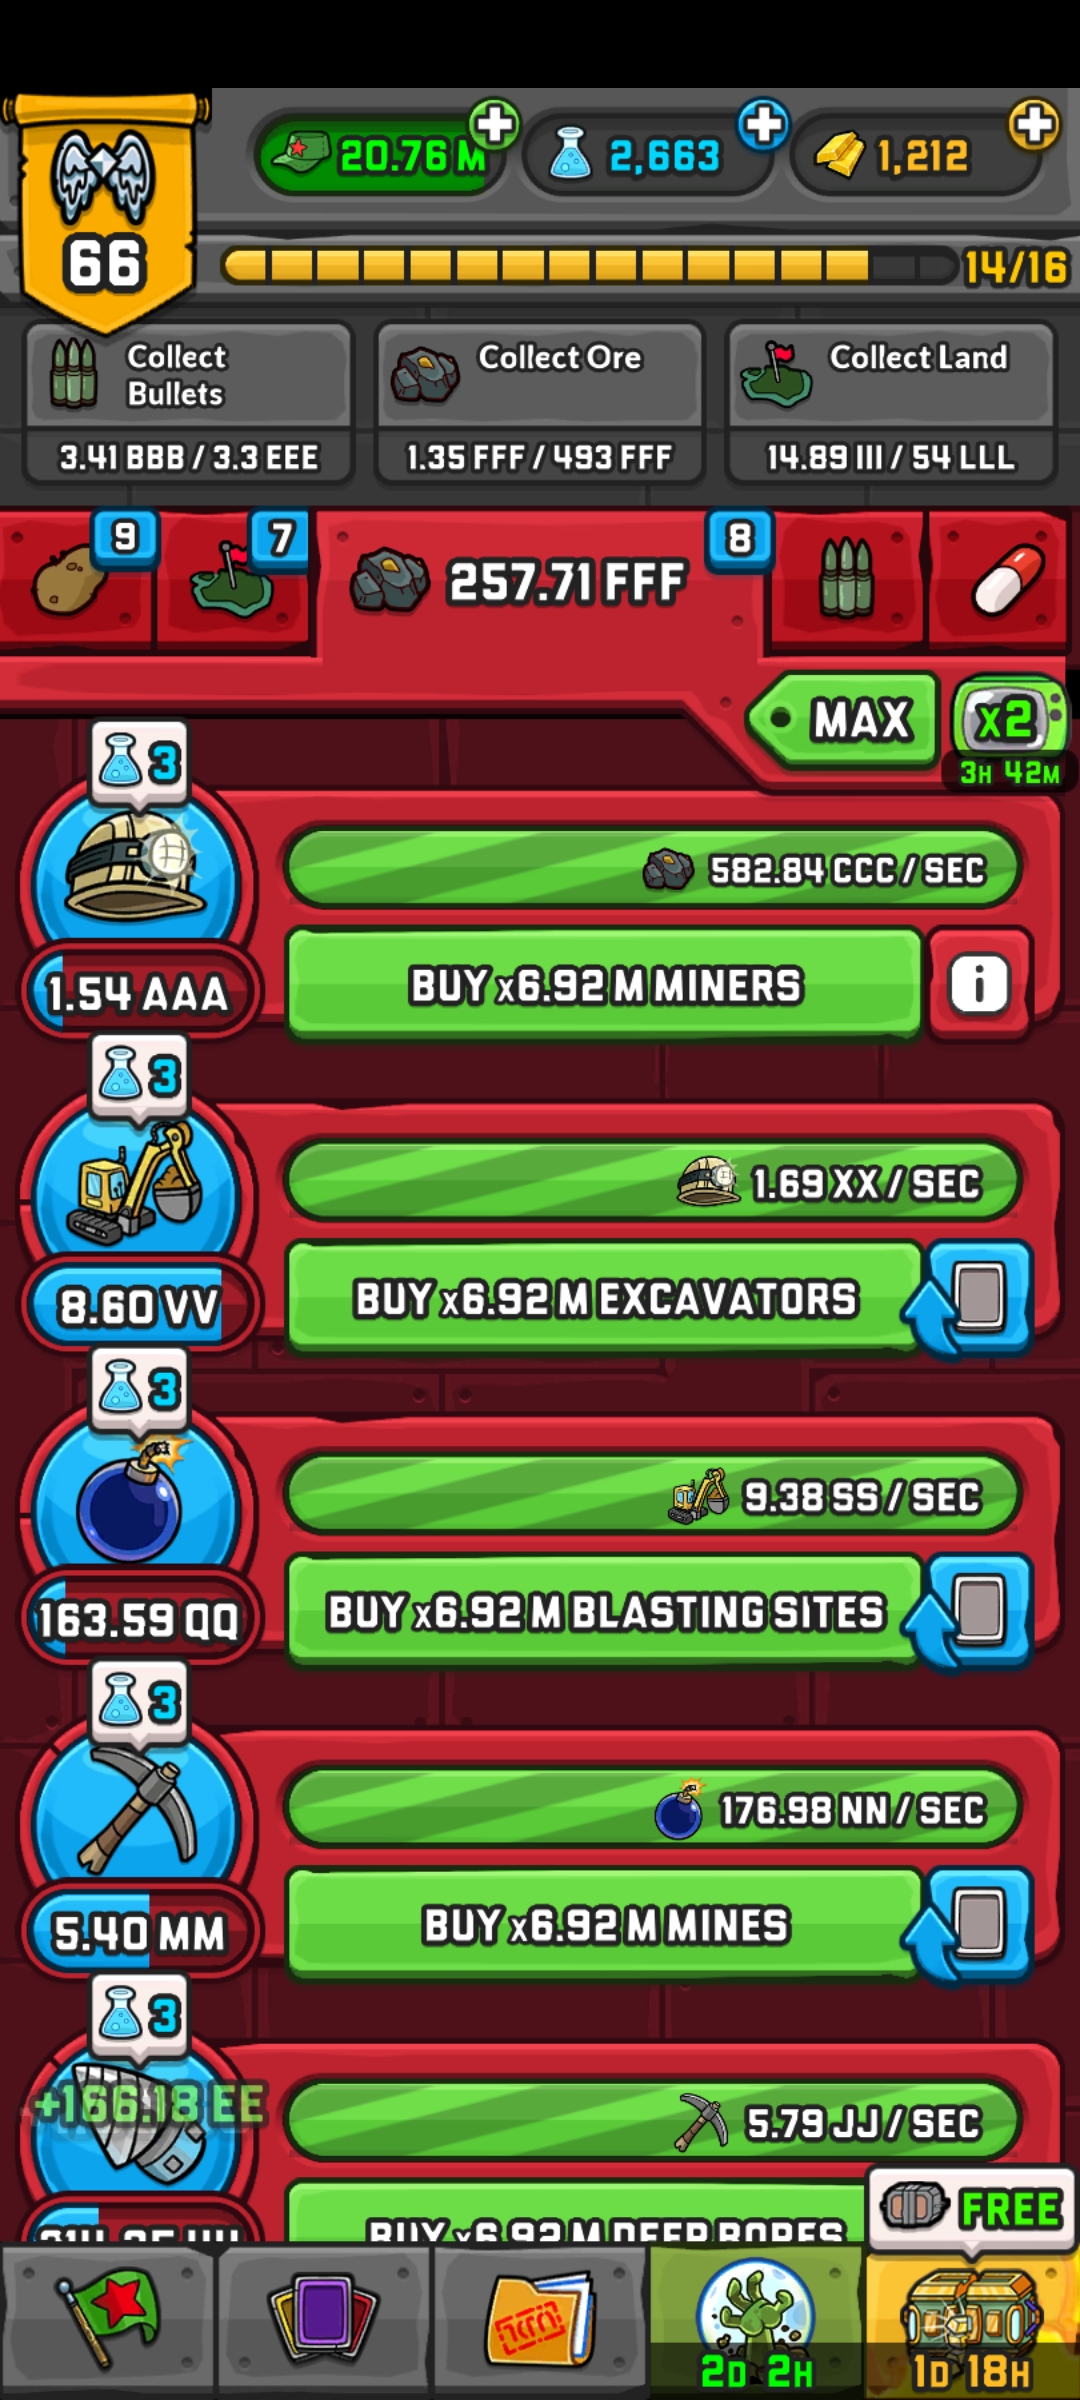 20.76 M
2,663
1,212
66
14/16
Collect
Bullets
Collect Ore
Collect Land
3.41 BBB / 3.3 EEE
1.35 FFF / 493 FFF
14.89 III / 54 LLL
9
7
257.71 FFF
8
MAX
x2
3H 42M
3
582.84 CCC / SEC
1.54 AAA
BUY x6.92 M MINERS
i
3
1.69 XX / SEC
8.60 VV
BUY x6.92 M EXCAVATORS
3
9.38 SS / SEC
163.59 QQ
BUY x6.92 M BLASTING SITES
3
176.98 NN / SEC
5.40 MM
BUY x6.92 M MINES
3
+166.18 EE
5.79 JJ / SEC
FREE
BUY x6.92 M DEEP BORES
2D 2H
1D 18H